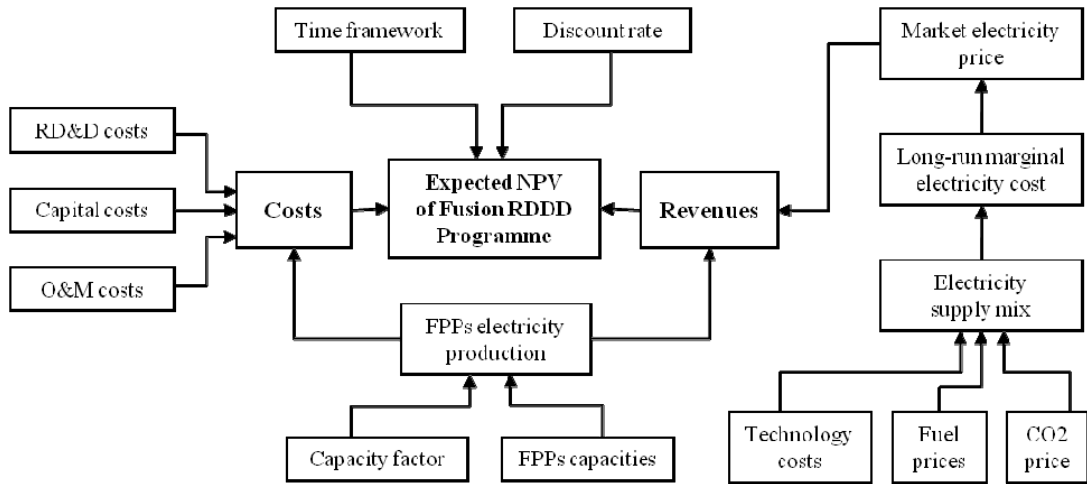 Time framework
Discount rate
Market electricity
price
RD&D costs
Capital costs
O&M costs
Costs
Expected NPV
of Fusion RDDD
Programme
Revenues
Long-run marginal
electricity cost
Electricity
supply mix
FPPs electricity
production
Capacity factor
FPPs capacities
Technology
costs
Fuel
prices
CO2
price